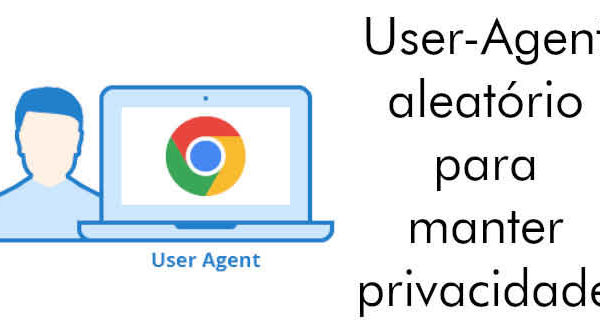 User-Agent
aleatório
para
manter
privacidade
User Agent